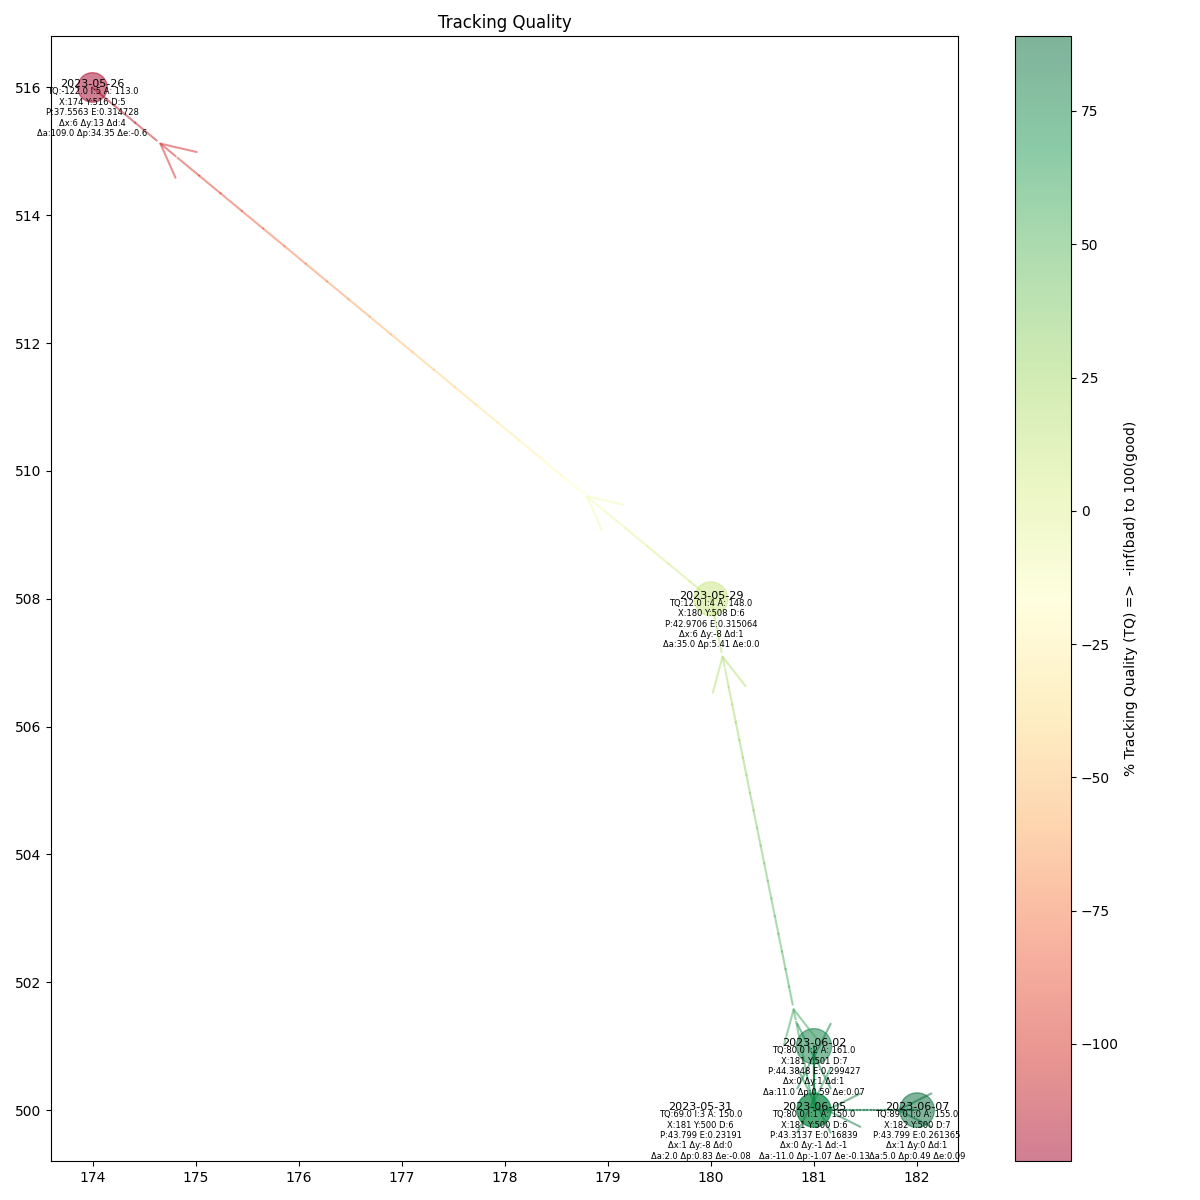 Tracking Quality
2023-05-26
TQ:-122.0 I:5 A: 113.0
X:174 Y:516 D:5
P:37.5563 E:0.314728
Δx:6 Δy:13 Δd:4
Δa:109.0 Δp:34.35 Δe:-0.6
2023-05-29
TQ:12.0 I:4 A: 148.0
X:180 Y:508 D:6
P:42.9706 E:0.315064
Δx:6 Δy:-8 Δd:1
Δa:35.0 Δp:5.41 Δe:0.0
2023-06-02
TQ:80.0 I:2 A: 161.0
X:181 Y:501 D:7
P:44.3848 E:0.299427
Δx:0 Δy:1 Δd:1
Δa:11.0 Δp:0.59 Δe:0.07
2023-05-31
TQ:69.0 I:3 A: 150.0
X:181 Y:500 D:6
P:43.799 E:0.23191
Δx:1 Δy:-8 Δd:0
Δa:2.0 Δp:0.83 Δe:-0.08
2023-06-05
TQ:80.0 I:1 A: 150.0
X:181 Y:500 D:6
P:43.3137 E:0.16839
Δx:0 Δy:-1 Δd:-1
Δa:-11.0 Δp:-1.07 Δe:-0.13
2023-06-07
TQ:89.0 I:0 A: 155.0
X:182 Y:500 D:7
P:43.799 E:0.261365
Δx:1 Δy:0 Δd:1
Δa:5.0 Δp:0.49 Δe:0.09
516
514
512
510
508
506
504
502
500
174
175
176
177
178
179
180
181
182
75
50
25
0
−25
−50
−75
−100
% Tracking Quality (TQ) => -inf(bad) to 100(good)